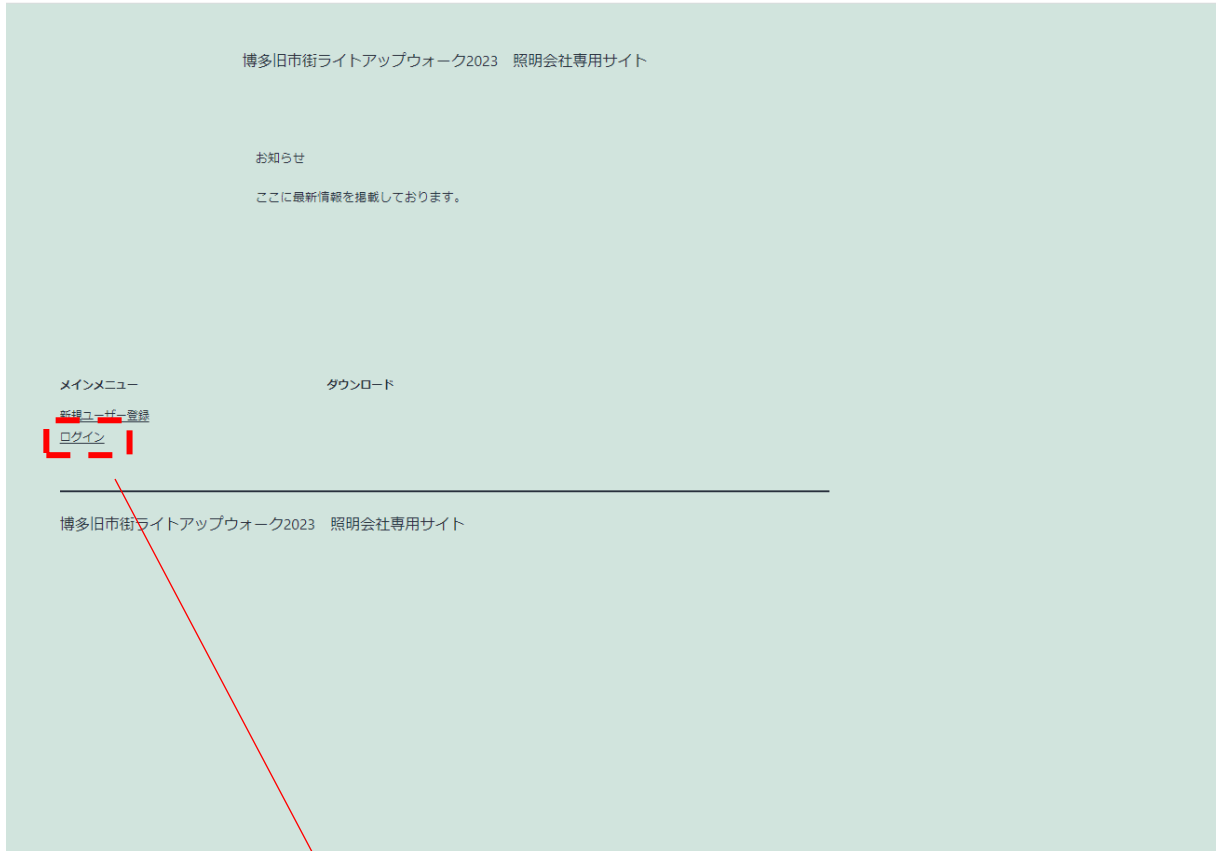 博多旧市街ライトアップウォーク2023　照明会社専用サイト
お知らせ
ここに最新情報を掲載しております。
メインメニュー
ダウンロード
新規ユーザー登録
ログイン
博多旧市街ライトアップウォーク2023　照明会社専用サイト